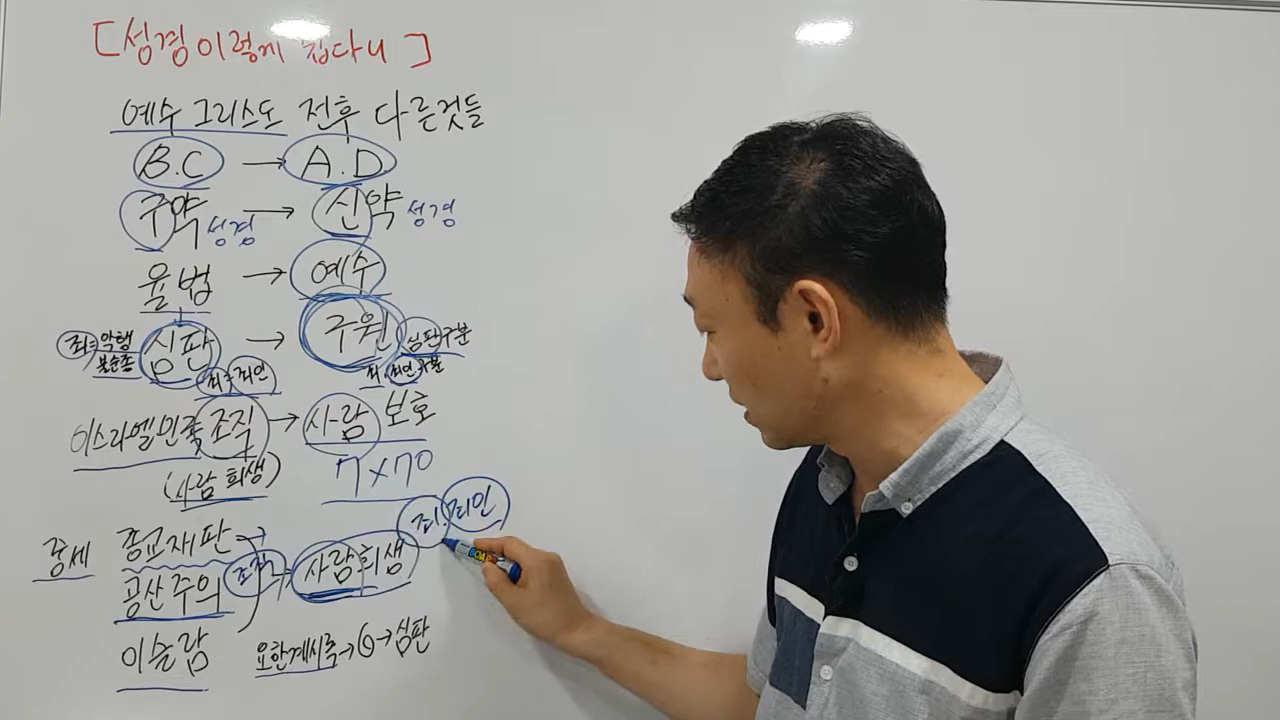 [성경이렇게 쉽다니]
예수 그리스도 전후 다른것들
B.C → A.D
구약 성경 → 신약 성경
율법 → 예수
죄=악행 불순종 심판 → 구원 심판구분
죄=죄인 죄,죄인 구분
이스라엘민족 조직 → 사람 보호
(사람 희생) 7×70
죄. 죄인
중세 종교재판 →
공산주의 조직 → 사람희생
이슬람 요한계시록→⑥→심판